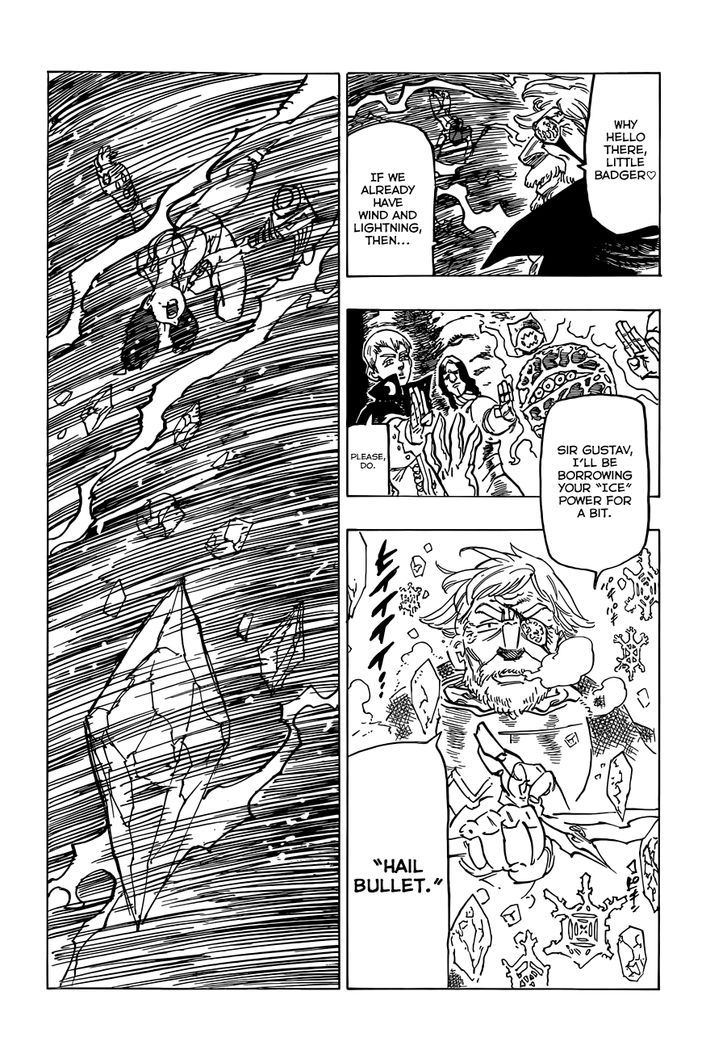 WHY
HELLO
THERE,
LITTLE
BADGER♡
IF WE
ALREADY
HAVE
WIND AND
LIGHTNING,
THEN...
SIR GUSTAV,
I'LL BE
BORROWING
YOUR "ICE"
POWER FOR
A BIT.
PLEASE,
DO.
"HAIL
BULLET."